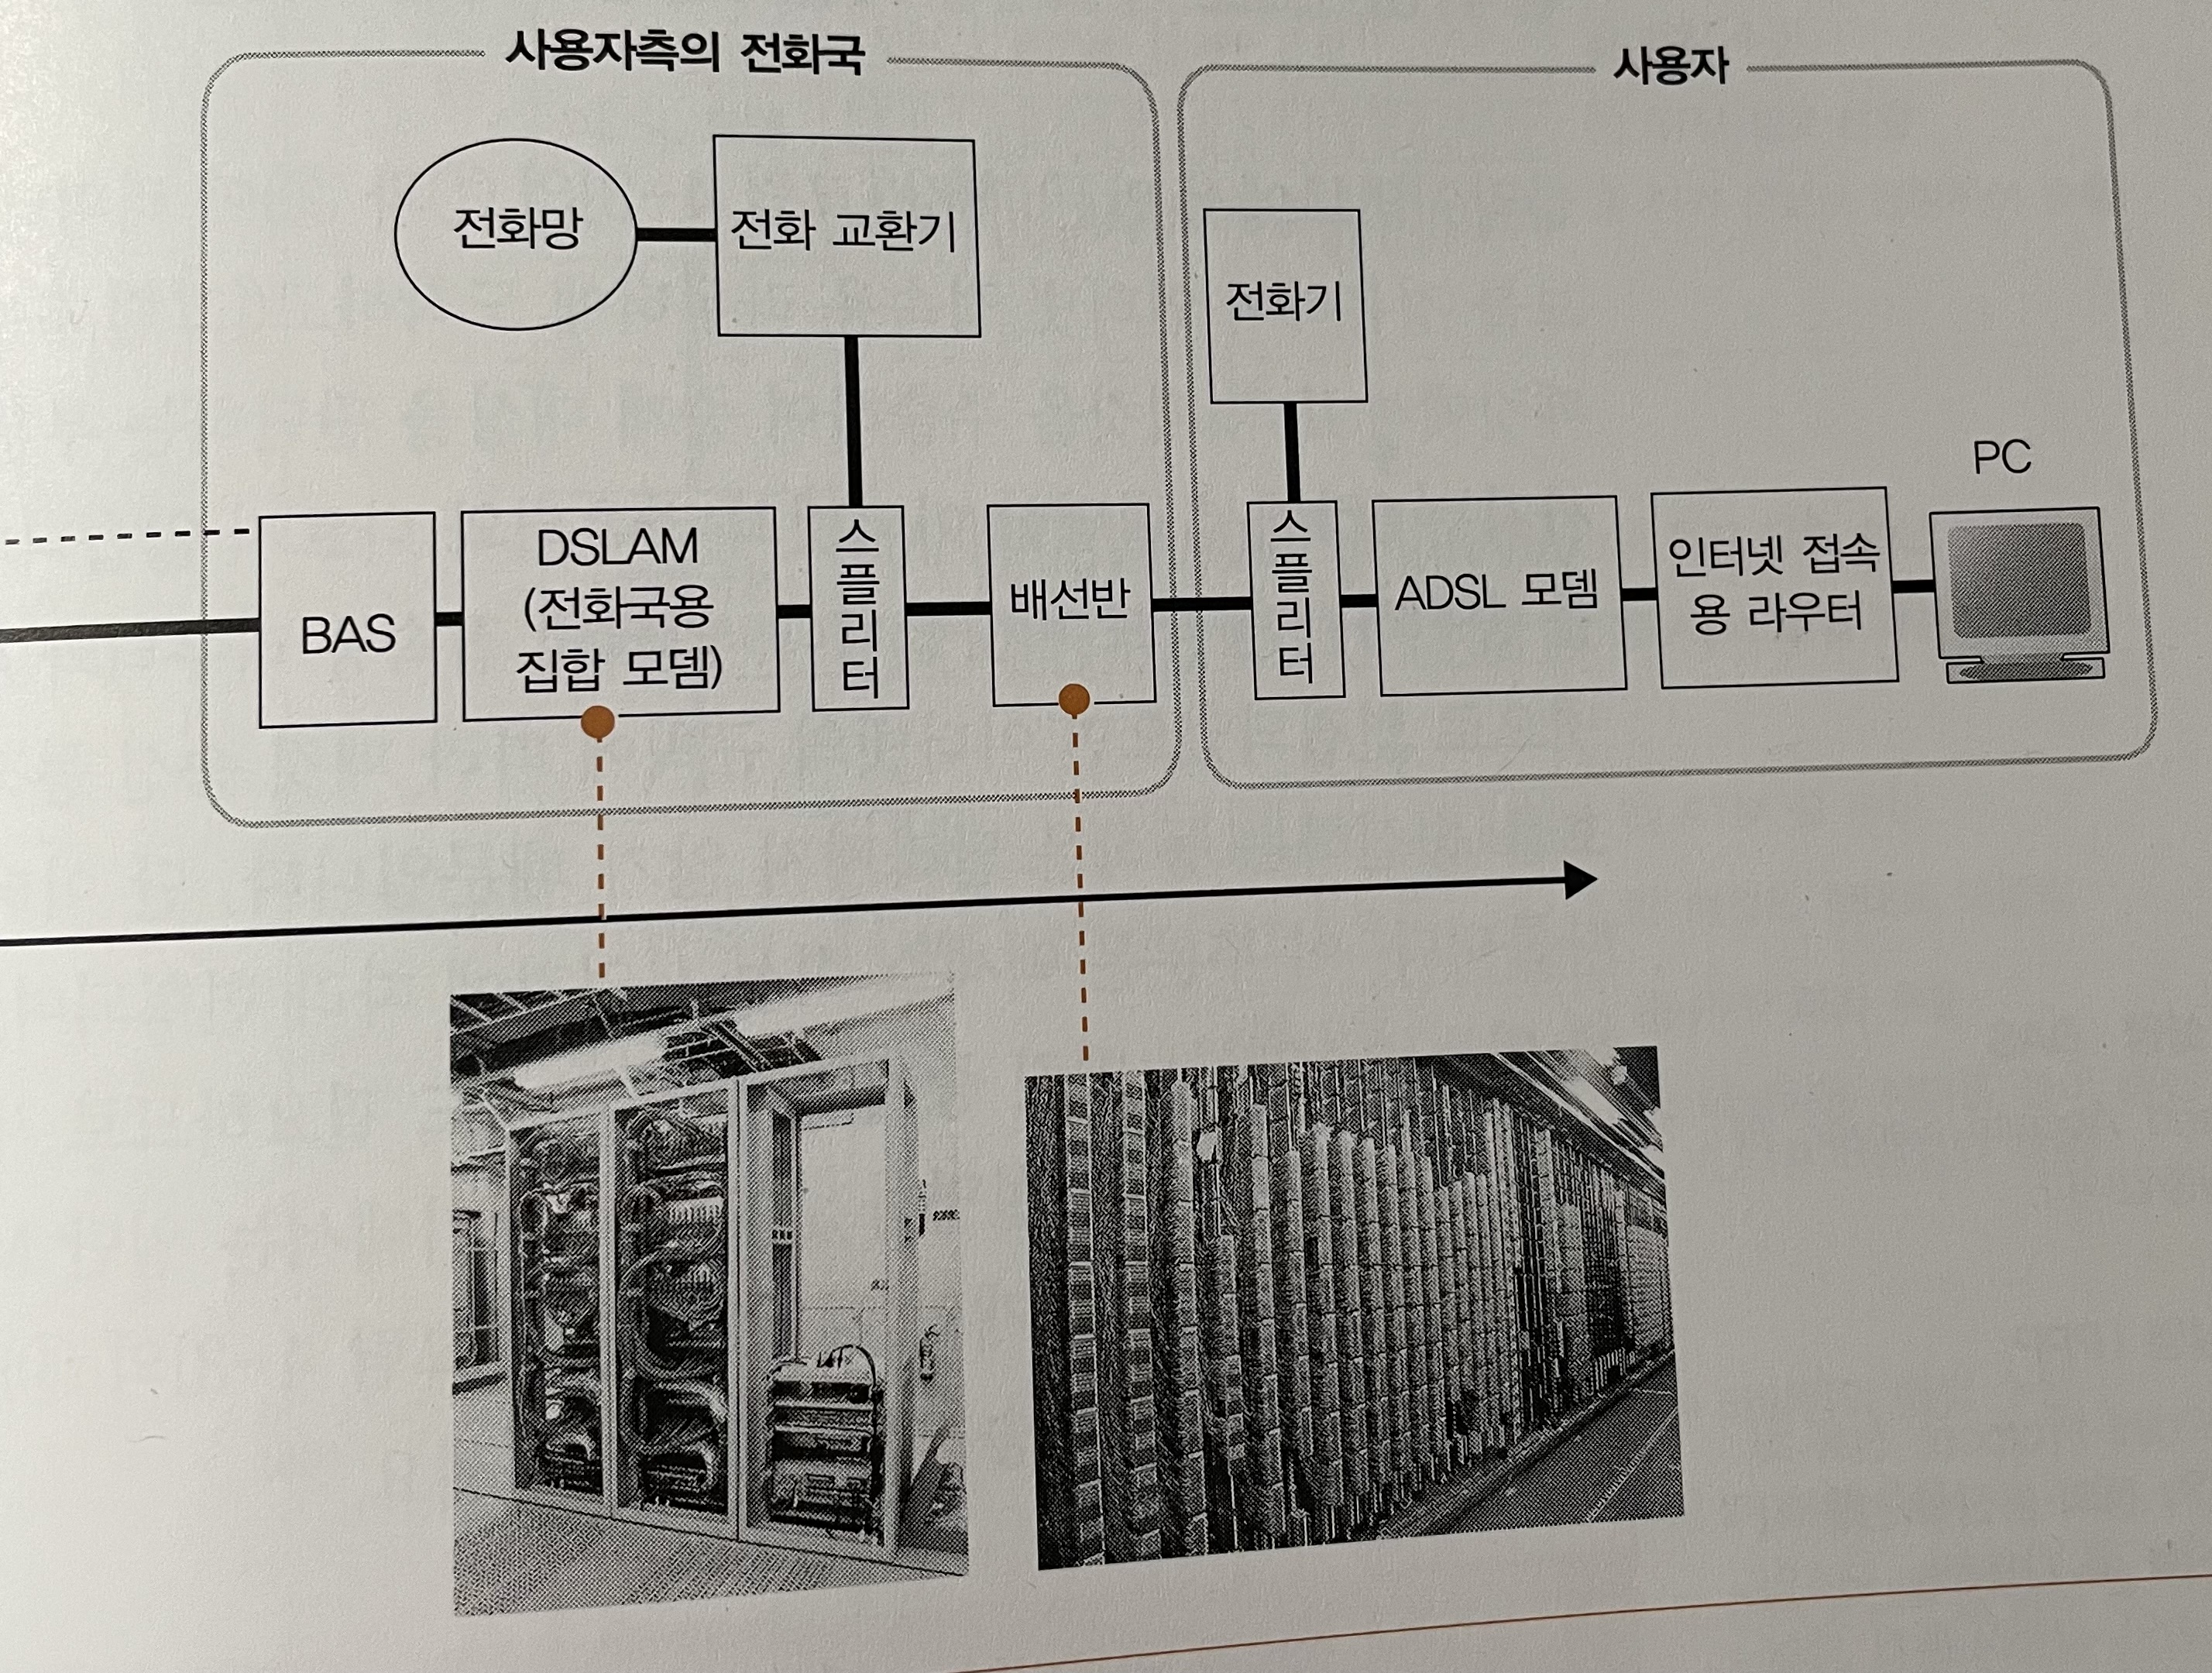 사용자측의 전화국
사용자
전화망
전화 교환기
전화기
PC
BAS
DSLAM
(전화국용
집합 모뎀)
스플리터
배선반
스플리터
ADSL 모뎀
인터넷 접속
용 라우터